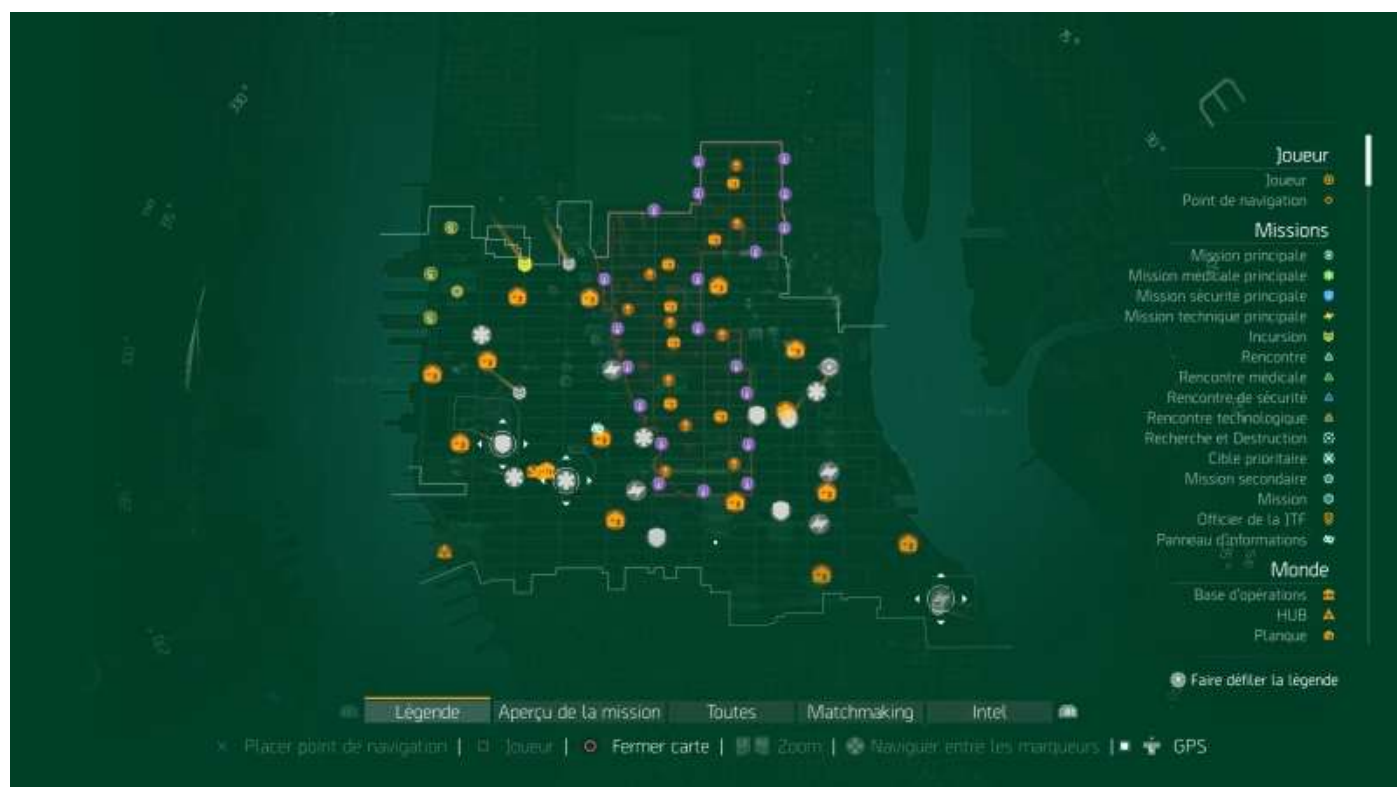 330°
Joueur
Joueur
Point de navigation
Missions
Mission principale
Mission médicale principale
Mission sécurité principale
Mission technique principale
Incursion
Rencontre
Rencontre médicale
Rencontre de sécurité
Rencontre technologique
Recherche et Destruction
Cible prioritaire
Mission secondaire
Mission
Officier de la JTF
Panneau d'informations
Monde
Base d'opérations
HUB
Planque
Faire défiler la légende
Légende Aperçu de la mission Toutes Matchmaking Intel
Placer point de navigation | Joueur | Fermer carte | Zoom | Naviguer entre les marqueurs | GPS